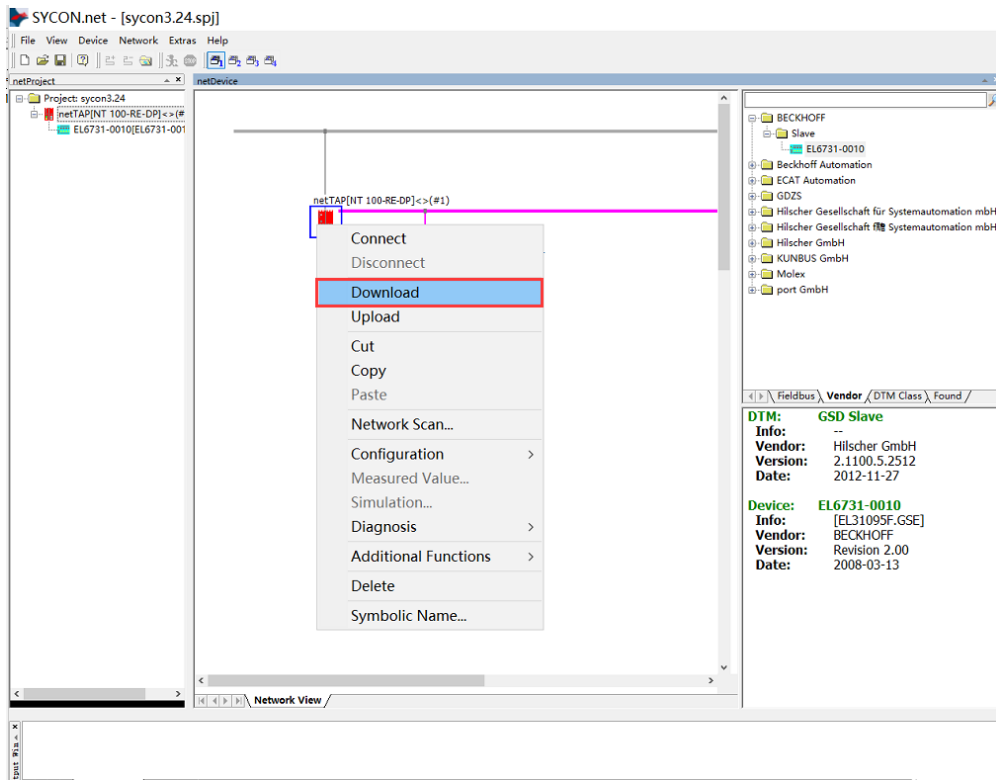 SYCON.net - [sycon3.24.spj]
File View Device Network Extras Help
netProject
netDevice
Project: sycon3.24
netTAP[NT 100-RE-DP]<>(#
EL6731-0010[EL6731-001
netTAP[NT 100-RE-DP]<>(#1)
Connect
Disconnect
Download
Upload
Cut
Copy
Paste
Network Scan...
Configuration
Measured Value...
Simulation...
Diagnosis
Additional Functions
Delete
Symbolic Name...
Network View
BECKHOFF
Slave
EL6731-0010
Beckhoff Automation
ECAT Automation
GDZS
Hilscher Gesellschaft für Systemautomation mbH
Hilscher Gesellschaft Systemautomation mbH
Hilscher GmbH
KUNBUS GmbH
Molex
port GmbH
Fieldbus Vendor DTM Class Found
DTM: GSD Slave
Info: --
Vendor: Hilscher GmbH
Version: 2.1100.5.2512
Date: 2012-11-27
Device: EL6731-0010
Info: [EL31095F.GSE]
Vendor: BECKHOFF
Version: Revision 2.00
Date: 2008-03-13